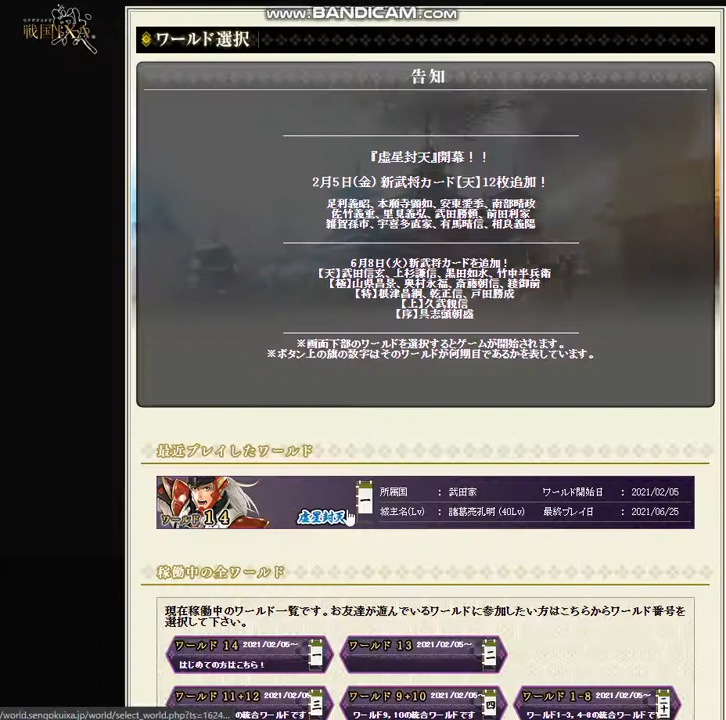 www.BANDICAM.com
戦国IXA
ワールド選択
告知
『虚星封天』開幕！！
2月5日(金) 新武将カード【天】12枚追加！
足利義昭、本願寺顕如、安東愛季、南部晴政
佐竹義重、里見義弘、武田勝頼、前田利家
雑賀孫市、宇喜多直家、有馬晴信、相良義陽
6月8日(火)新武将カードを追加！
【天】武田信玄、上杉謙信、黒田如水、竹中半兵衛
【極】山県昌景、奥村永福、斎藤朝信、綾御前
【特】根津昌綱、乾正信、戸田勝成
【上】久武親信
【序】具志頭朝盛
※画面下部のワールドを選択するとゲームが開始されます。
※ボタン上の旗の数字はそのワールドが何期目であるかを表しています。
最近プレイしたワールド
ワールド14 虚星封天 一 所属国 : 武田家 ワールド開始日 : 2021/02/05
城主名(Lv) : 諸葛亮孔明 (40Lv) 最終プレイ日 : 2021/06/25
稼働中の全ワールド
現在稼働中のワールド一覧です。お友達が遊んでいるワールドに参加したい方はこちらからワールド番号を
選択して下さい。
ワールド 14 2021/02/05～ 一 ワールド 13 2021/02/05～ 二
はじめての方はこちら！
ワールド 11+12 2021/02/05～ 三 ワールド 9+10 2021/02/05～ 四 ワールド 1-8 2021/02/05～ 二十
/world.sengokuixa.jp/world/select_world.php?ts=1624... の統合ワールドです ワールド9、10の統合ワールドです ワールド1-3、4-8の統合ワールドです